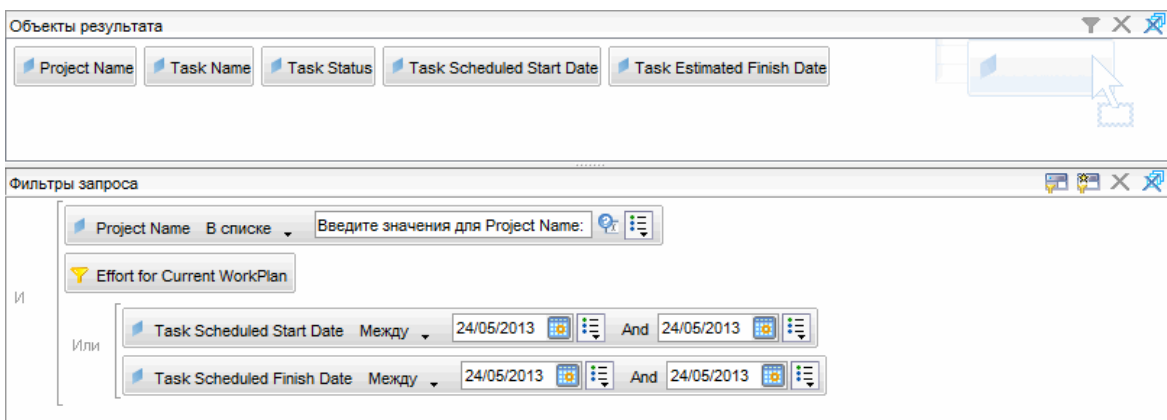 Объекты результата
Project Name Task Name Task Status Task Scheduled Start Date Task Estimated Finish Date
Фильтры запроса
Project Name В списке Введите значения для Project Name:
Effort for Current WorkPlan
И
Task Scheduled Start Date Между 24/05/2013 And 24/05/2013
Или
Task Scheduled Finish Date Между 24/05/2013 And 24/05/2013